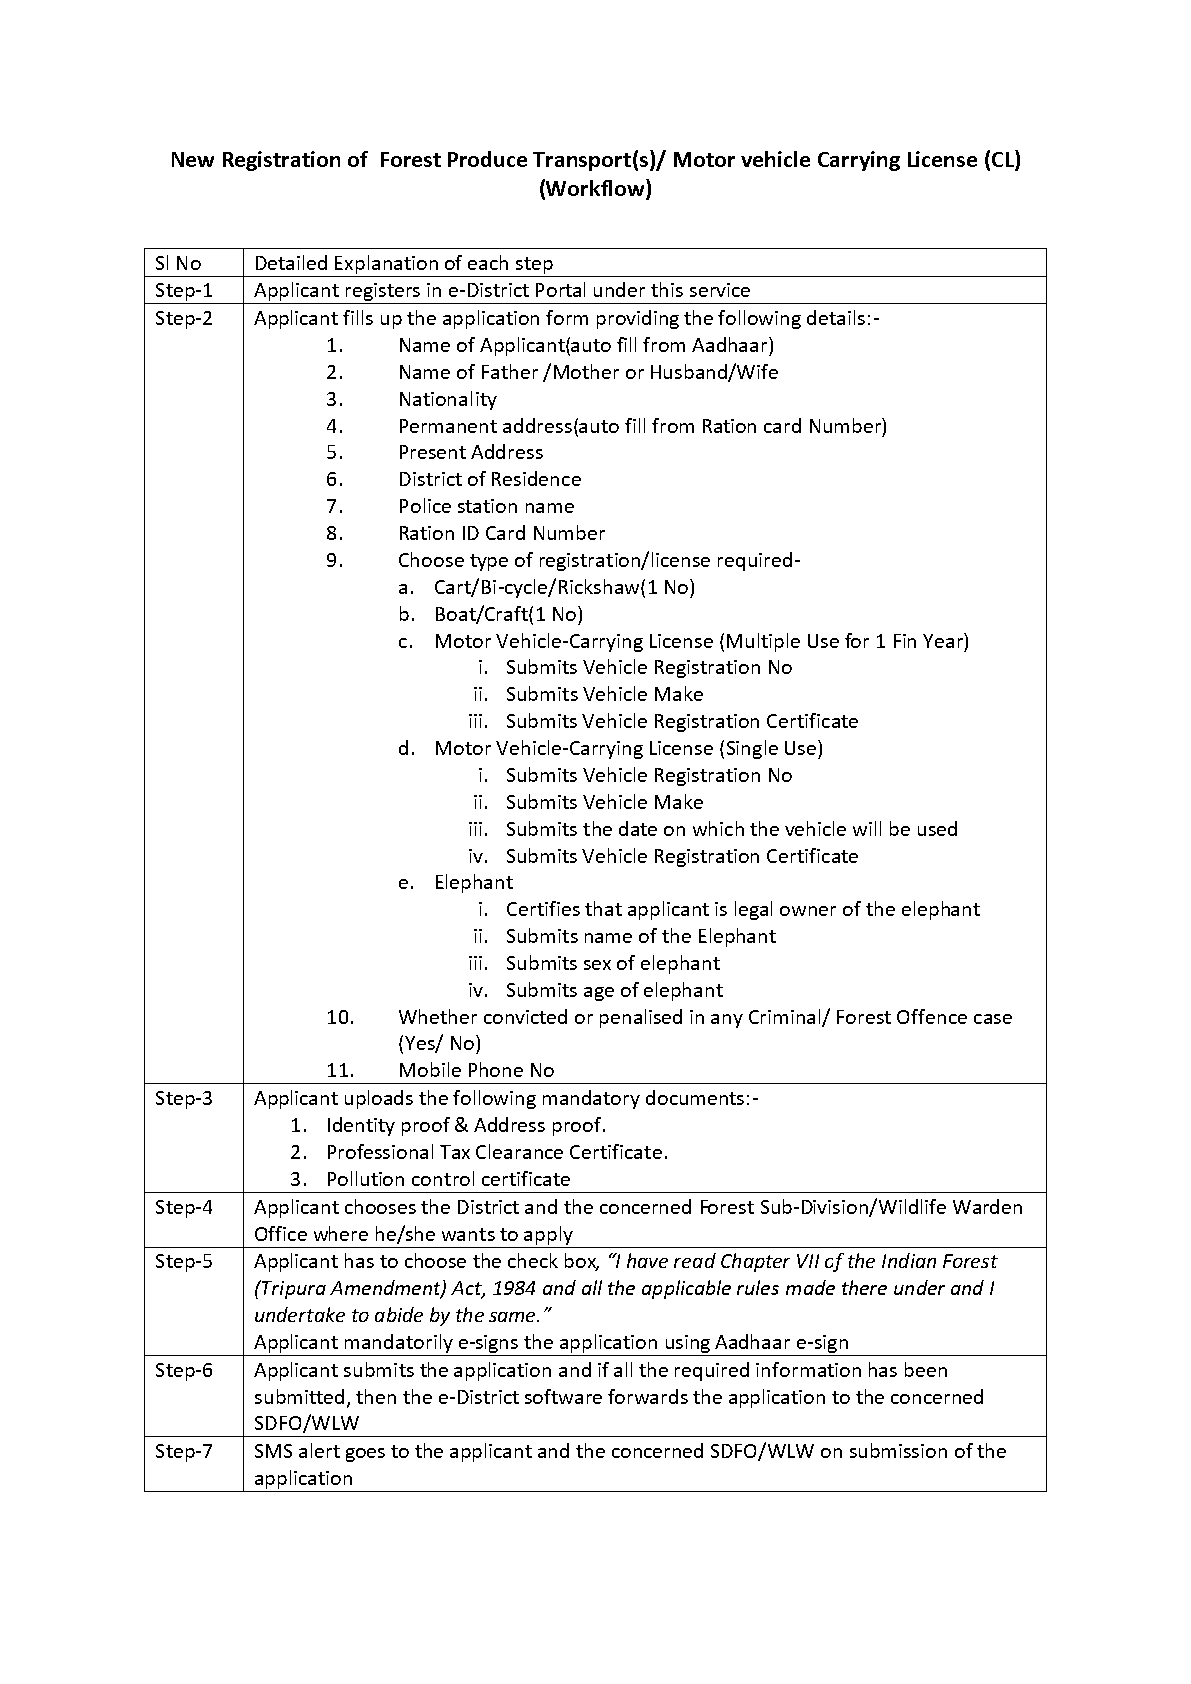 New Registration of  Forest Produce Transport(s)/ Motor vehicle Carrying License (CL)
(Workflow)
Sl No Detailed Explanation of each step
Step-1 Applicant registers in e-District Portal under this service
Step-2 Applicant fills up the application form providing the following details:-
1. Name of Applicant(auto fill from Aadhaar)
2. Name of Father /Mother or Husband/Wife
3. Nationality
4. Permanent address(auto fill from Ration card Number)
5. Present Address
6. District of Residence
7. Police station name
8. Ration ID Card Number
9. Choose type of registration/license required-
a. Cart/Bi-cycle/Rickshaw(1 No)
b. Boat/Craft(1 No)
c. Motor Vehicle-Carrying License (Multiple Use for 1 Fin Year)
i. Submits Vehicle Registration No
ii. Submits Vehicle Make
iii. Submits Vehicle Registration Certificate
d. Motor Vehicle-Carrying License (Single Use)
i. Submits Vehicle Registration No
ii. Submits Vehicle Make
iii. Submits the date on which the vehicle will be used
iv. Submits Vehicle Registration Certificate
e. Elephant
i. Certifies that applicant is legal owner of the elephant
ii. Submits name of the Elephant
iii. Submits sex of elephant
iv. Submits age of elephant
10. Whether convicted or penalised in any Criminal/ Forest Offence case
(Yes/ No)
11. Mobile Phone No
Step-3 Applicant uploads the following mandatory documents:-
1. Identity proof & Address proof.
2. Professional Tax Clearance Certificate.
3. Pollution control certificate
Step-4 Applicant chooses the District and the concerned Forest Sub-Division/Wildlife Warden
Office where he/she wants to apply
Step-5 Applicant has to choose the check box, “I have read Chapter VII of the Indian Forest
(Tripura Amendment) Act, 1984 and all the applicable rules made there under and I
undertake to abide by the same.”
Applicant mandatorily e-signs the application using Aadhaar e-sign
Step-6 Applicant submits the application and if all the required information has been
submitted, then the e-District software forwards the application to the concerned
SDFO/WLW
Step-7 SMS alert goes to the applicant and the concerned SDFO/WLW on submission of the
application